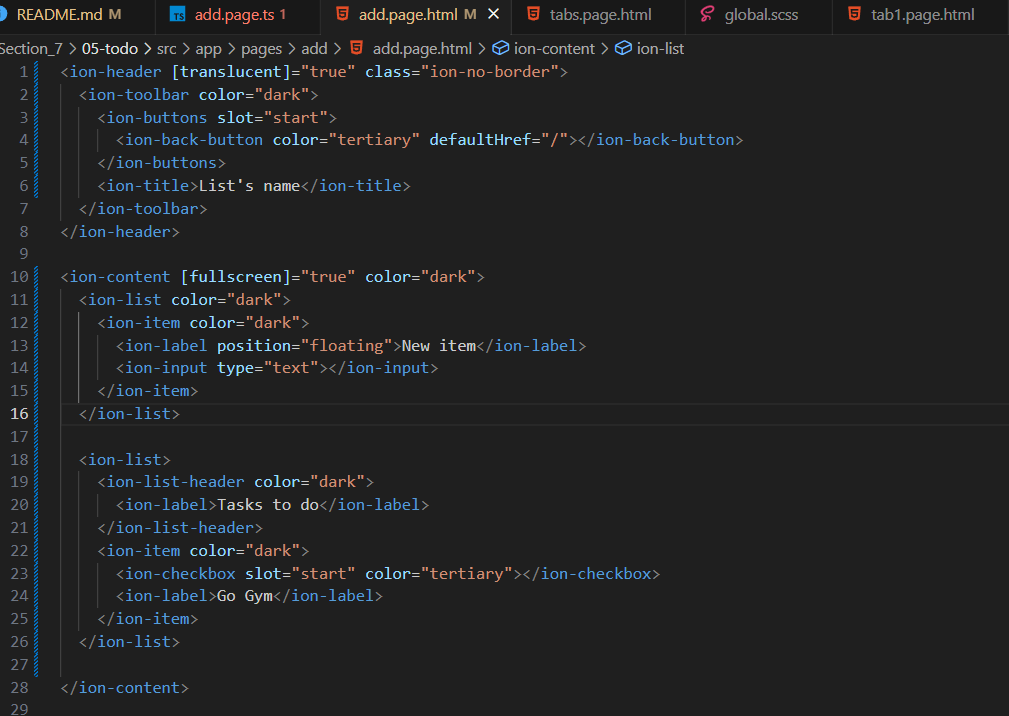 README.md M add.page.ts 1 add.page.html M tabs.page.html global.scss tab1.page.html
Section_7 > 05-todo > src > app > pages > add > add.page.html > ion-content > ion-list
1 <ion-header [translucent]="true" class="ion-no-border">
2 <ion-toolbar color="dark">
3 <ion-buttons slot="start">
4 <ion-back-button color="tertiary" defaultHref="/"></ion-back-button>
5 </ion-buttons>
6 <ion-title>List's name</ion-title>
7 </ion-toolbar>
8 </ion-header>
9
10 <ion-content [fullscreen]="true" color="dark">
11 <ion-list color="dark">
12 <ion-item color="dark">
13 <ion-label position="floating">New item</ion-label>
14 <ion-input type="text"></ion-input>
15 </ion-item>
16 </ion-list>
17
18 <ion-list>
19 <ion-list-header color="dark">
20 <ion-label>Tasks to do</ion-label>
21 </ion-list-header>
22 <ion-item color="dark">
23 <ion-checkbox slot="start" color="tertiary"></ion-checkbox>
24 <ion-label>Go Gym</ion-label>
25 </ion-item>
26 </ion-list>
27
28 </ion-content>
29